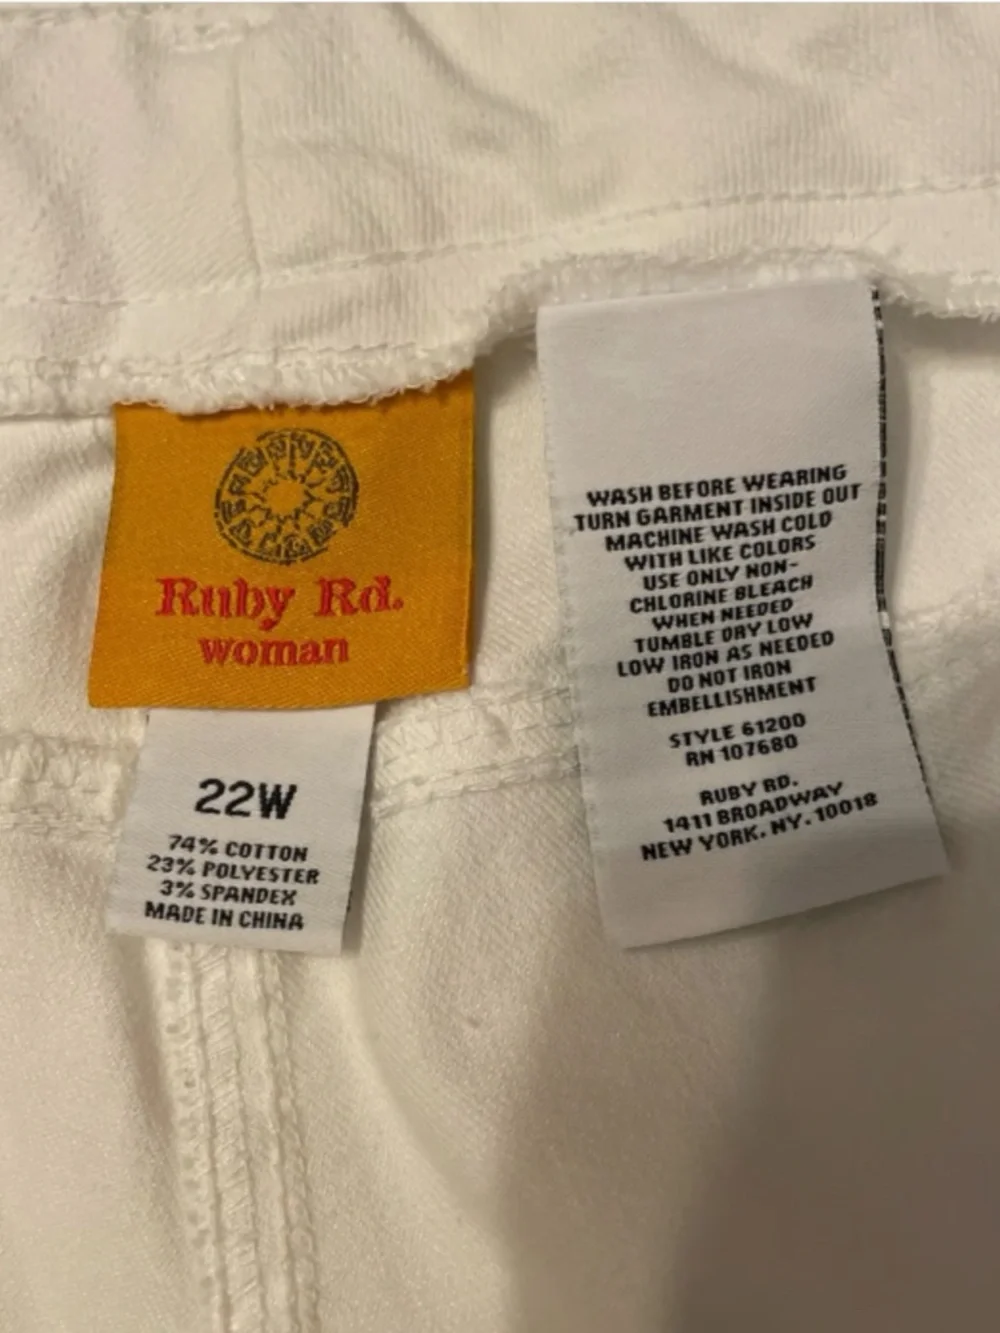 Ruby Rd.
woman
22W
74% COTTON
23% POLYESTER
3% SPANDEX
MADE IN CHINA
WASH BEFORE WEARING
TURN GARMENT INSIDE OUT
MACHINE WASH COLD
WITH LIKE COLORS
USE ONLY NON-
CHLORINE BLEACH
WHEN NEEDED
TUMBLE DRY LOW
LOW IRON AS NEEDED
DO NOT IRON
EMBELLISHMENT
STYLE 61200
RN 107680
RUBY RD.
1411 BROADWAY
NEW YORK, NY. 10018